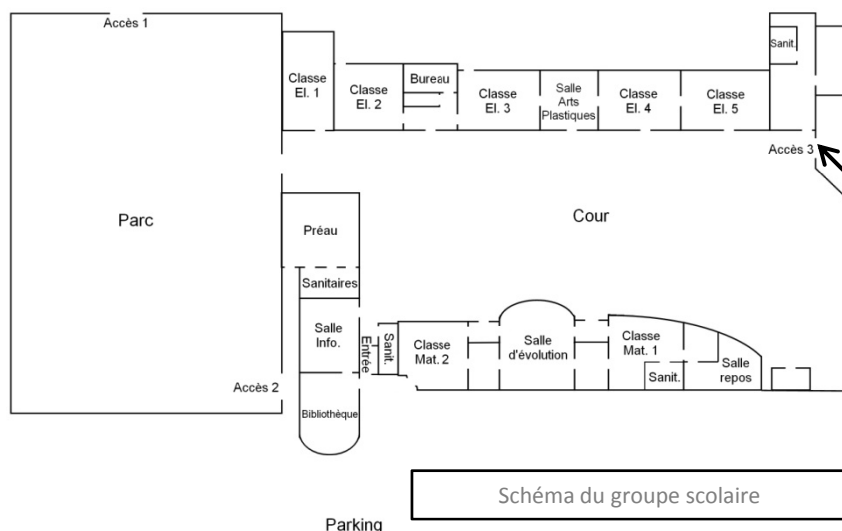 Accès 1
Sanit.
Classe
El. 1
Classe
El. 2
Bureau
Classe
El. 3
Salle
Arts
Plastiques
Classe
El. 4
Classe
El. 5
Accès 3
Parc
Préau
Cour
Sanitaires
Salle
Info.
Entrée
Sanit.
Classe
Mat. 2
Salle
d'évolution
Classe
Mat. 1
Sanit.
Salle
repos
Accès 2
Bibliothèque
Schéma du groupe scolaire
Parking